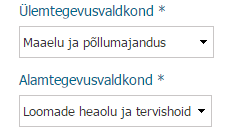 Ülemtegevusvaldkond *
Maaelu ja põllumajandus
Alamtegevusvaldkond *
Loomade heaolu ja tervishoid